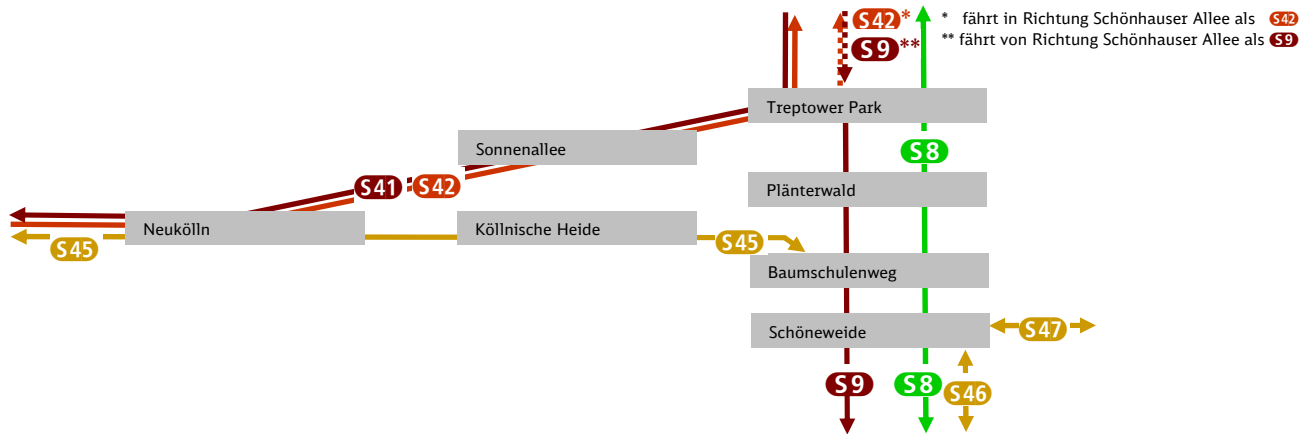 S42*
* fährt in Richtung Schönhauser Allee als S42
S9**
** fährt von Richtung Schönhauser Allee als S9
Treptower Park
Sonnenallee
S8
S41 S42
Plänterwald
Neukölln
Köllnische Heide
S45
S45
Baumschulenweg
Schöneweide
S47
S9
S8
S46